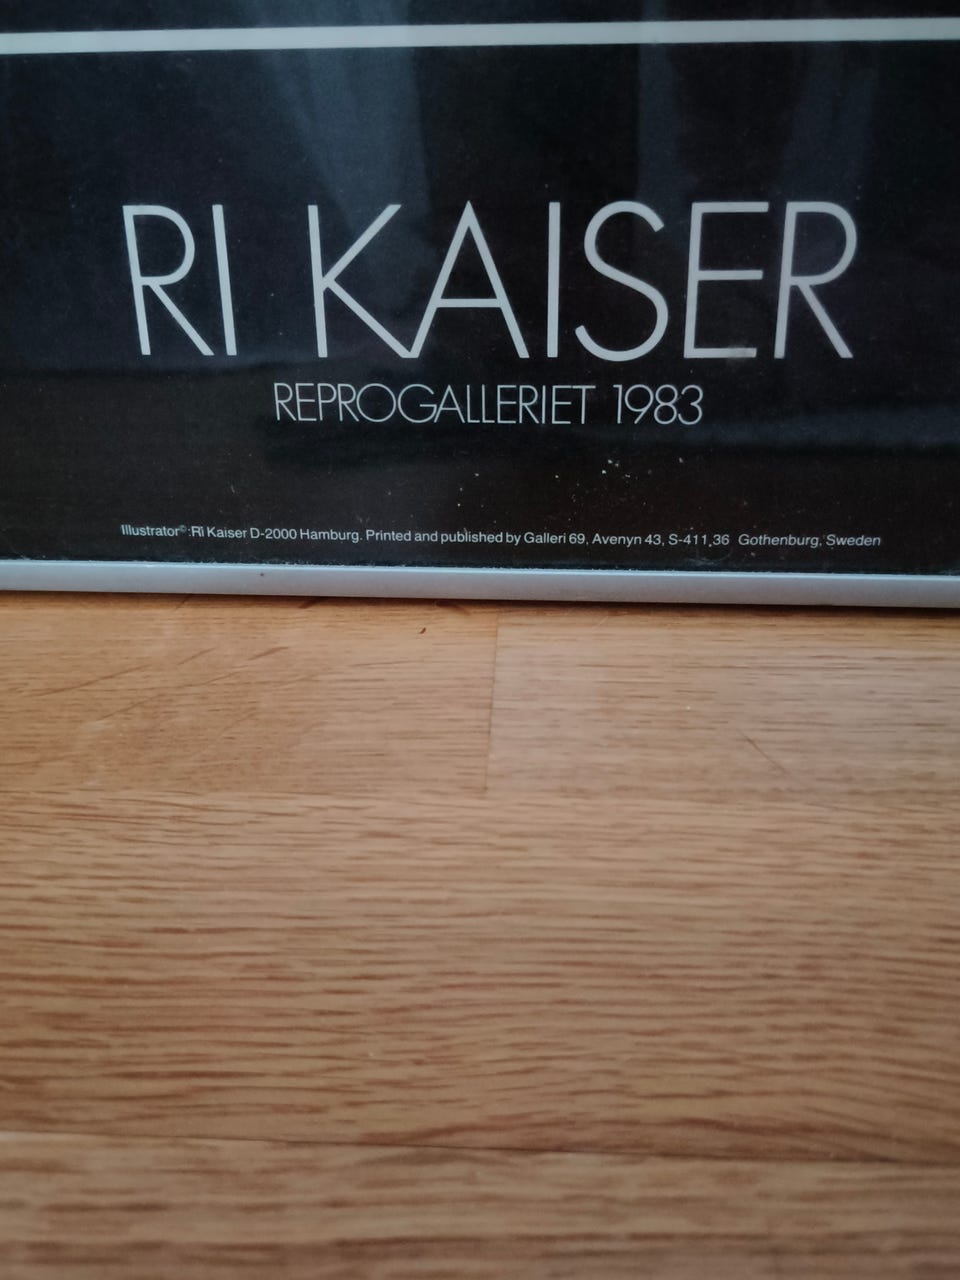 RI KAISER
REPROGALLERIET 1983
Illustrator©:Ri Kaiser D-2000 Hamburg. Printed and published by Galleri 69, Avenyn 43, S-411 36 Gothenburg, Sweden